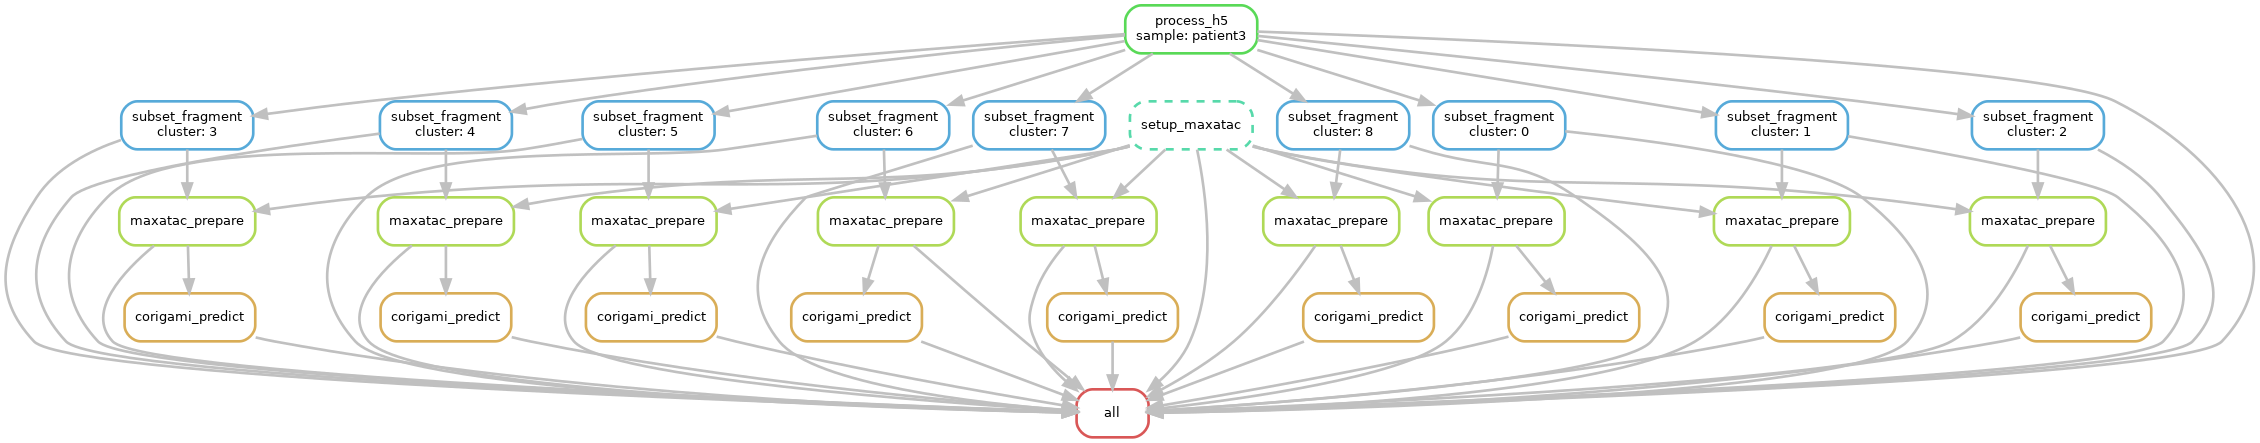 process_h5
sample: patient3
subset_fragment
cluster: 3
subset_fragment
cluster: 4
subset_fragment
cluster: 5
subset_fragment
cluster: 6
subset_fragment
cluster: 7
setup_maxatac
subset_fragment
cluster: 8
subset_fragment
cluster: 0
subset_fragment
cluster: 1
subset_fragment
cluster: 2
maxatac_prepare
maxatac_prepare
maxatac_prepare
maxatac_prepare
maxatac_prepare
maxatac_prepare
maxatac_prepare
maxatac_prepare
maxatac_prepare
corigami_predict
corigami_predict
corigami_predict
corigami_predict
corigami_predict
corigami_predict
corigami_predict
corigami_predict
corigami_predict
all